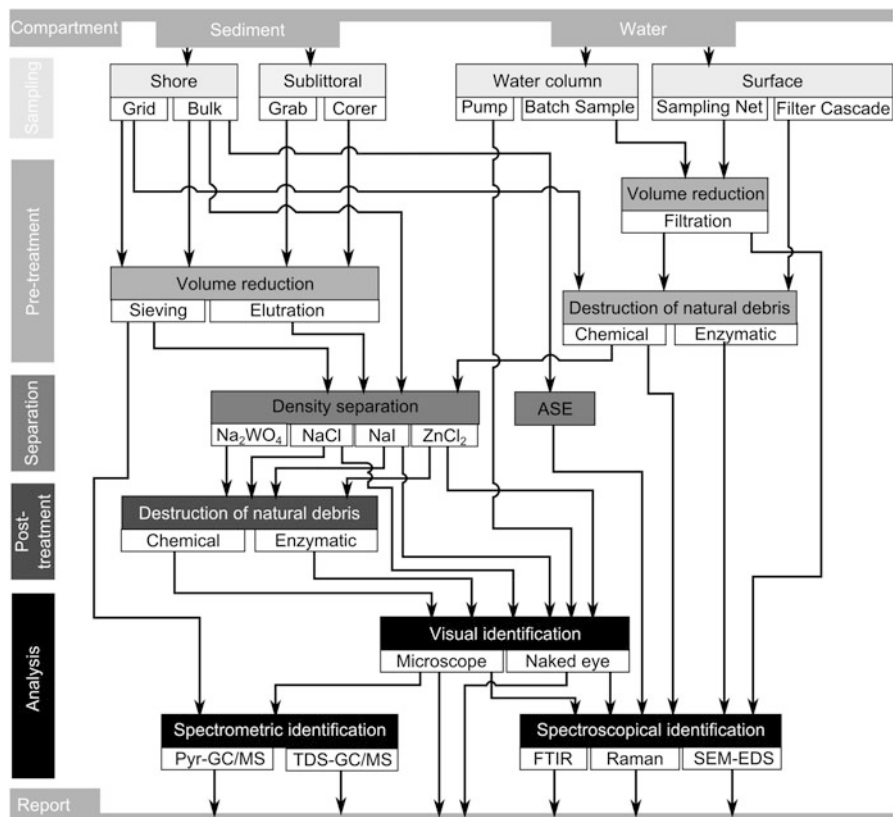 Compartment
Sediment
Water
Sampling
Shore
Sublittoral
Water column
Surface
Grid
Bulk
Grab
Corer
Pump
Batch Sample
Sampling Net
Filter Cascade
Pre-treatment
Volume reduction
Filtration
Volume reduction
Sieving
Elutration
Destruction of natural debris
Chemical
Enzymatic
Separation
Density separation
ASE
Na₂WO₄
NaCl
NaI
ZnCl₂
Post-
treatment
Destruction of natural debris
Chemical
Enzymatic
Analysis
Visual identification
Microscope
Naked eye
Spectrometric identification
Spectroscopical identification
Pyr-GC/MS
TDS-GC/MS
FTIR
Raman
SEM-EDS
Report